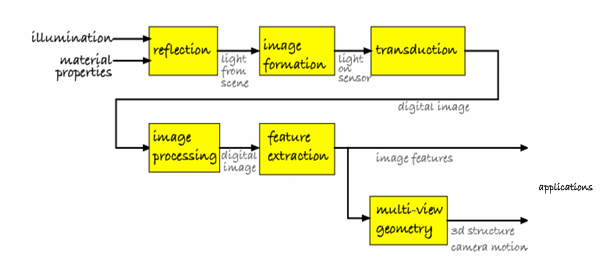 illumination
material
properties
reflection
light
from
scene
image
formation
light
on
sensor
transduction
digital image
image
processing
digital
image
feature
extraction
image features
applications
multi-view
geometry
3d structure
camera motion